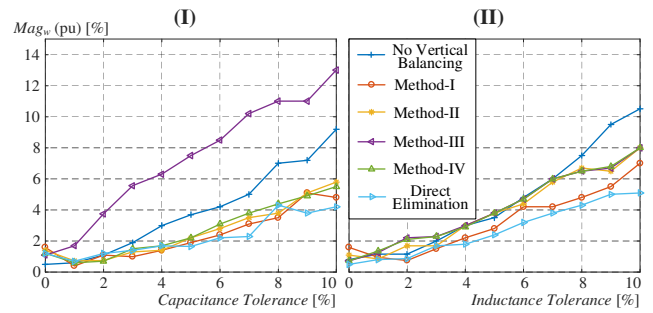 (I)
(II)
Mag_w (pu) [%]
14
12
10
8
6
4
2
0
0 2 4 6 8 10
Capacitance Tolerance [%]
No Vertical
Balancing
Method-I
Method-II
Method-III
Method-IV
Direct
Elimination
0
0 2 4 6 8 10
Inductance Tolerance [%]